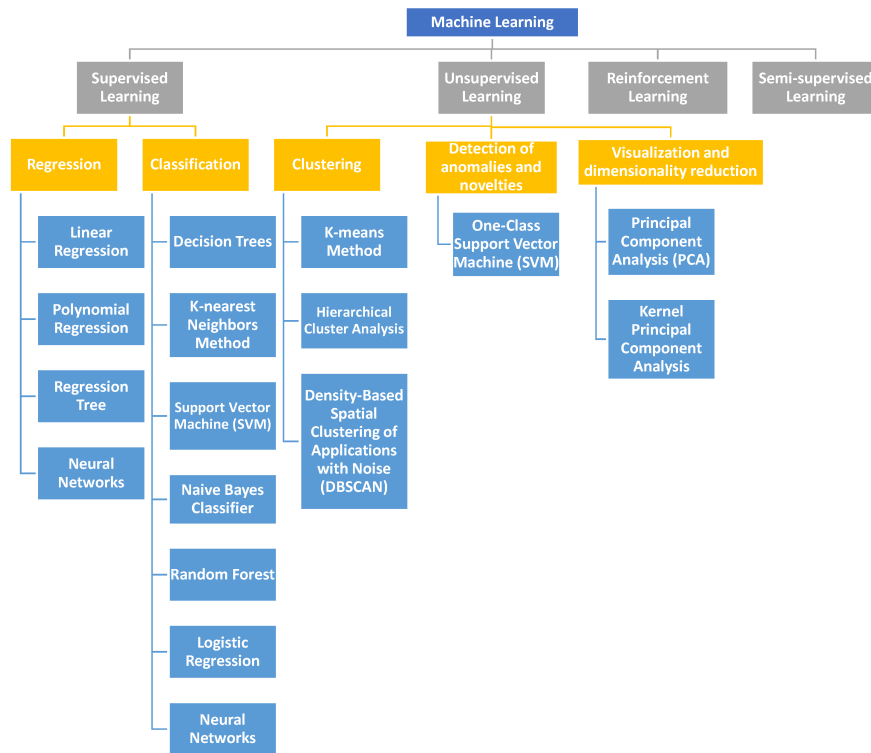 Machine Learning
Supervised
Learning
Unsupervised
Learning
Reinforcement
Learning
Semi-supervised
Learning
Regression
Classification
Clustering
Detection of
anomalies and
novelties
Visualization and
dimensionality reduction
Linear
Regression
Polynomial
Regression
Regression
Tree
Neural
Networks
Decision Trees
K-nearest
Neighbors
Method
Support Vector
Machine (SVM)
Naive Bayes
Classifier
Random Forest
Logistic
Regression
Neural
Networks
K-means
Method
Hierarchical
Cluster Analysis
Density-Based
Spatial
Clustering of
Applications
with Noise
(DBSCAN)
One-Class
Support Vector
Machine (SVM)
Principal
Component
Analysis (PCA)
Kernel
Principal
Component
Analysis